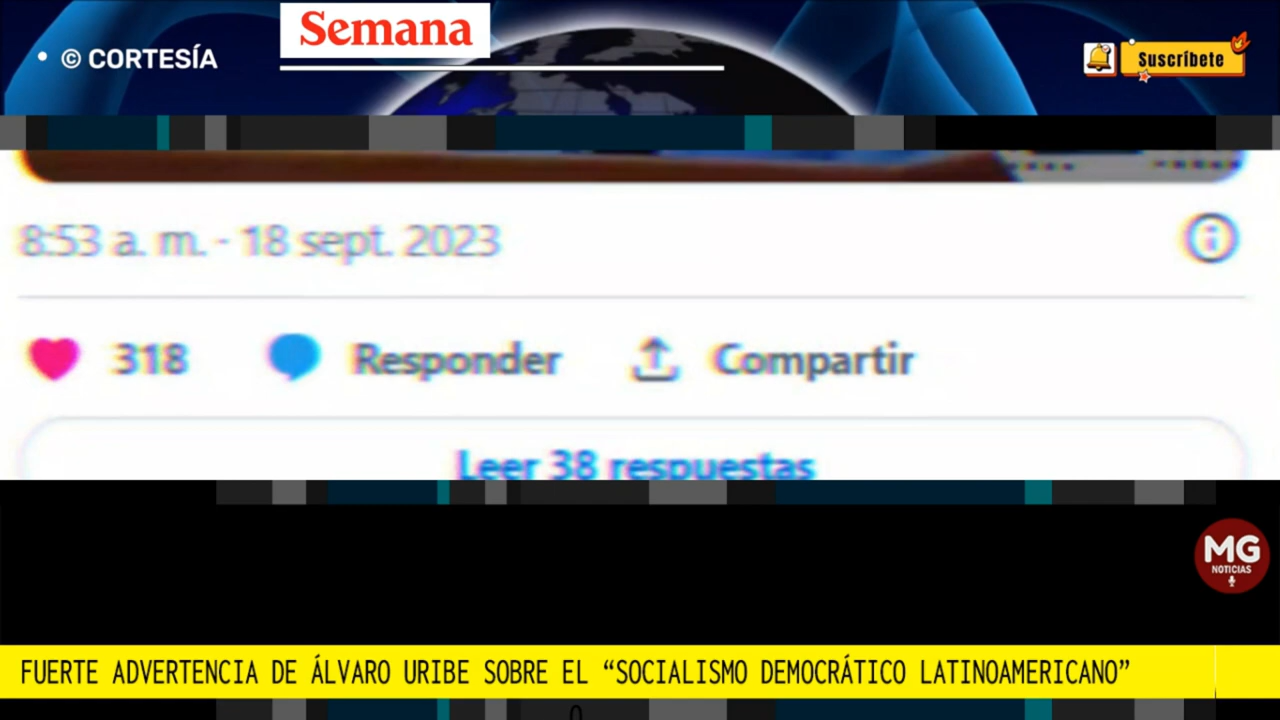 Semana
© CORTESÍA
Suscríbete
8:53 a. m. · 18 sept. 2023
318 Responder Compartir
Leer 38 respuestas
MG
NOTICIAS
FUERTE ADVERTENCIA DE ÁLVARO URIBE SOBRE EL “SOCIALISMO DEMOCRÁTICO LATINOAMERICANO”